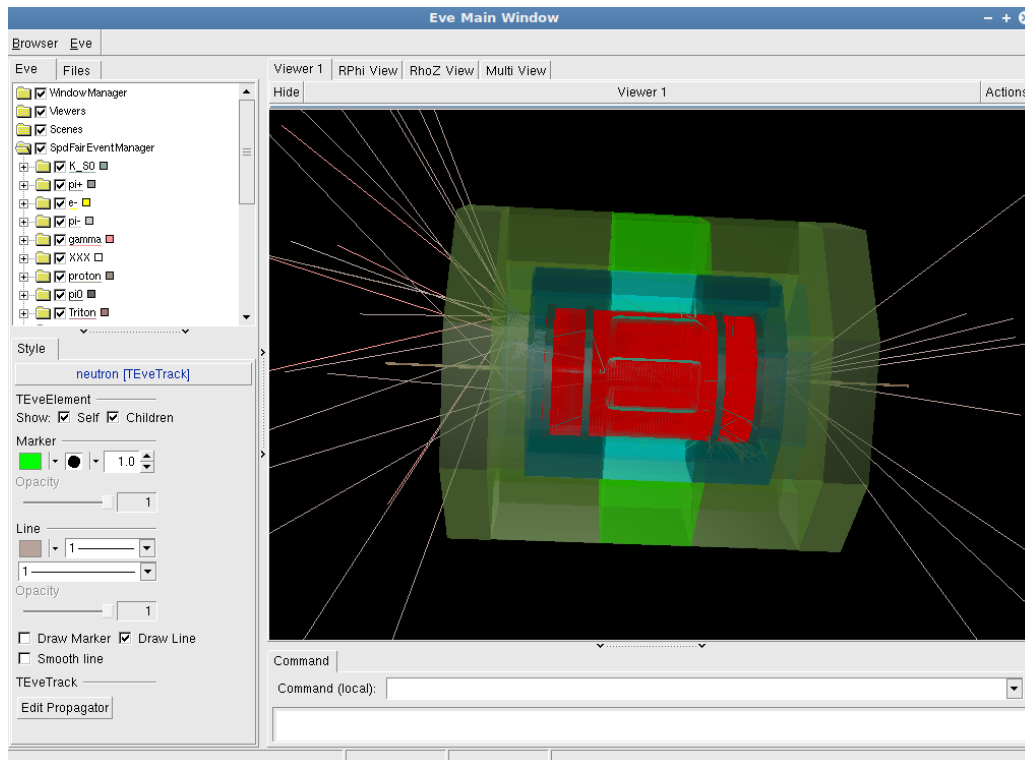 Eve Main Window
Browser Eve
Eve Files
Viewer 1 RPhi View RhoZ View Multi View
Hide Viewer 1 Actions
WindowManager
Viewers
Scenes
SpdFairEventManager
K_S0
pi+
e-
pi-
gamma
XXX
proton
pi0
Triton
Style
neutron [TEveTrack]
TEveElement
Show: Self Children
Marker
1.0
Opacity
1
Line
1
1
Opacity
1
Draw Marker Draw Line
Smooth line
TEveTrack
Edit Propagator
Command
Command (local):